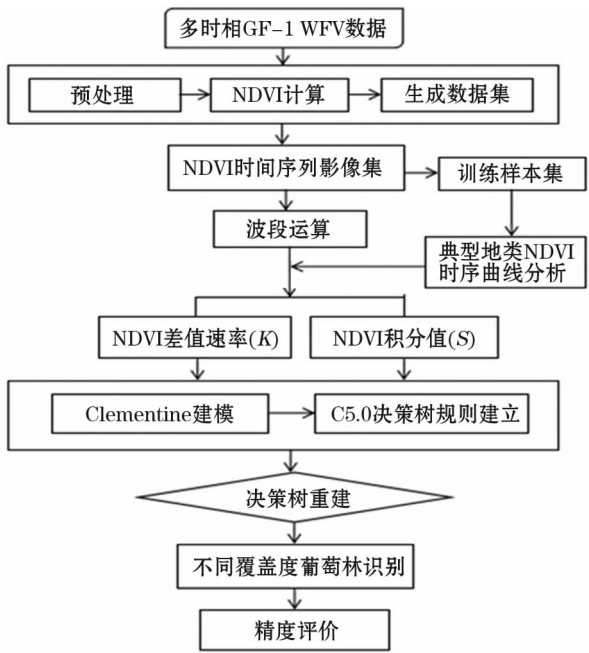 多时相GF-1 WFV数据
预处理
NDVI计算
生成数据集
NDVI时间序列影像集
训练样本集
波段运算
典型地类NDVI
时序曲线分析
NDVI差值速率(K)
NDVI积分值(S)
Clementine建模
C5.0决策树规则建立
决策树重建
不同覆盖度葡萄林识别
精度评价